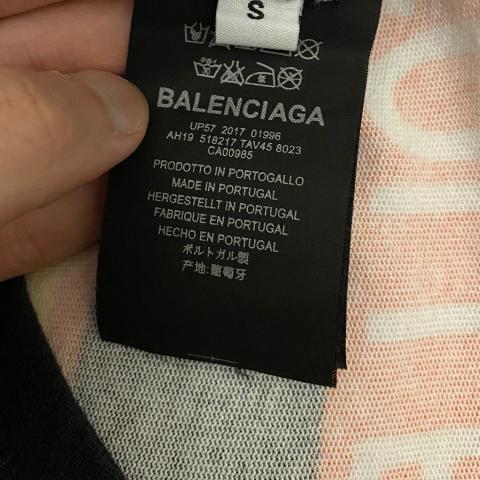 S
BALENCIAGA
UP57 2017 01996
AH19 518217 TAV45 8023
CA00985
PRODOTTO IN PORTOGALLO
MADE IN PORTUGAL
HERGESTELLT IN PORTUGAL
FABRIQUE EN PORTUGAL
HECHO EN PORTUGAL
ポルトガル製
产地:葡萄牙